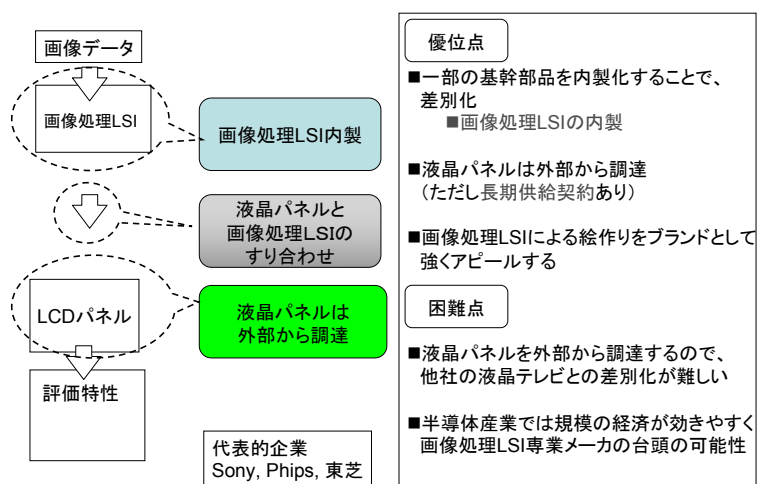 画像データ
画像処理LSI
画像処理LSI内製
液晶パネルと
画像処理LSIの
すり合わせ
LCDパネル
液晶パネルは
外部から調達
評価特性
代表的企業
Sony, Phips, 東芝
優位点
■一部の基幹部品を内製化することで、
差別化
■画像処理LSIの内製
■液晶パネルは外部から調達
(ただし長期供給契約あり)
■画像処理LSIによる絵作りをブランドとして
強くアピールする
困難点
■液晶パネルを外部から調達するので、
他社の液晶テレビとの差別化が難しい
■半導体産業では規模の経済が効きやすく
画像処理LSI専業メーカの台頭の可能性